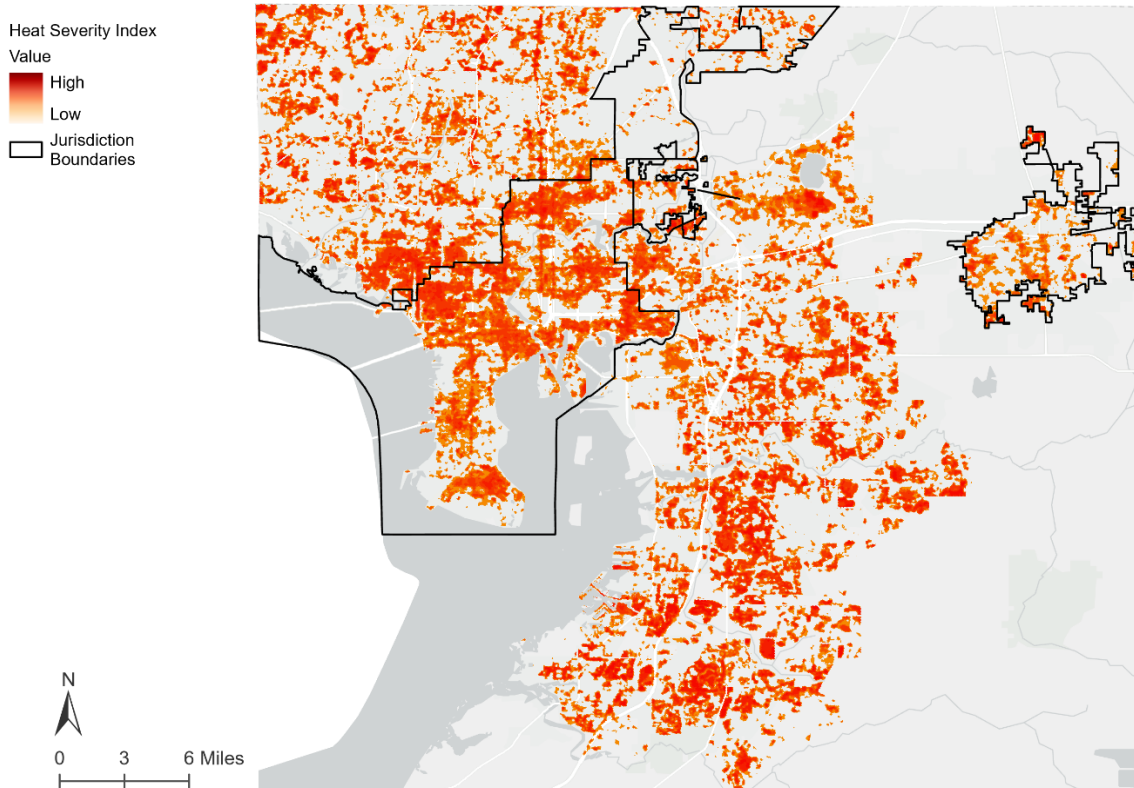 Heat Severity Index
Value
High
Low
Jurisdiction
Boundaries
N
0 3 6 Miles